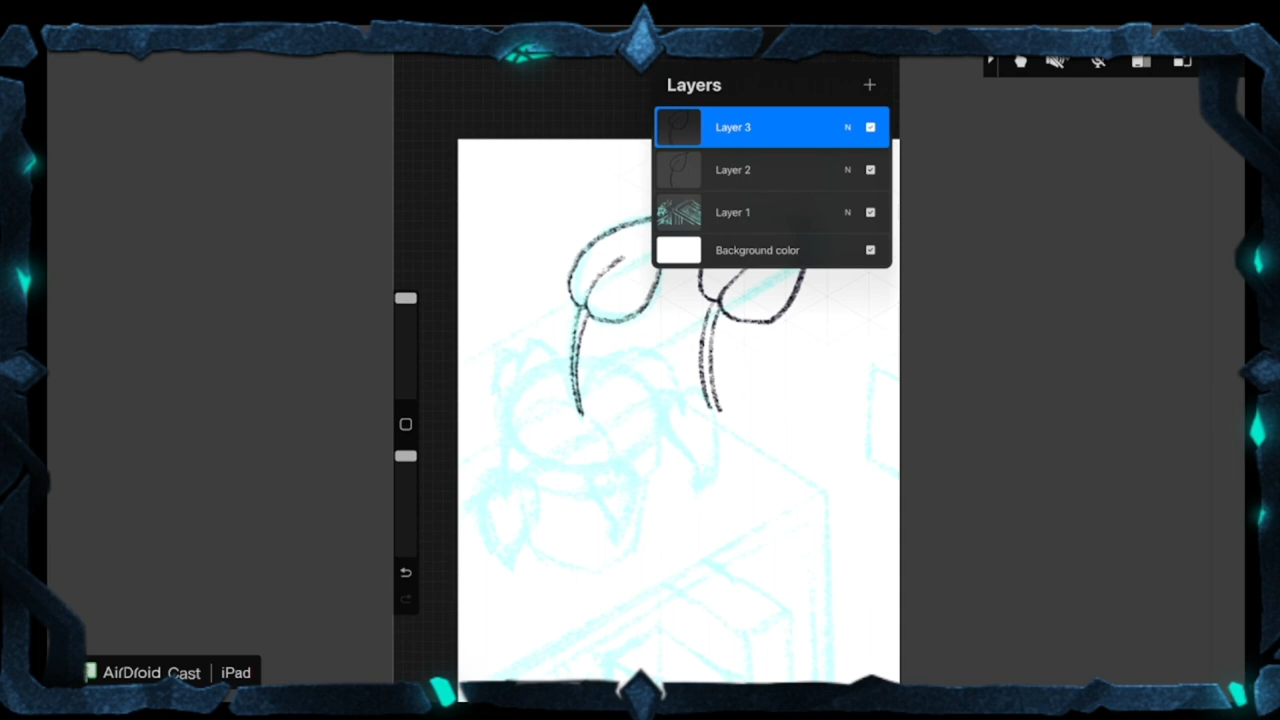 Layers
Layer 3 N
Layer 2 N
Layer 1 N
Background color
AirDroid Cast | iPad